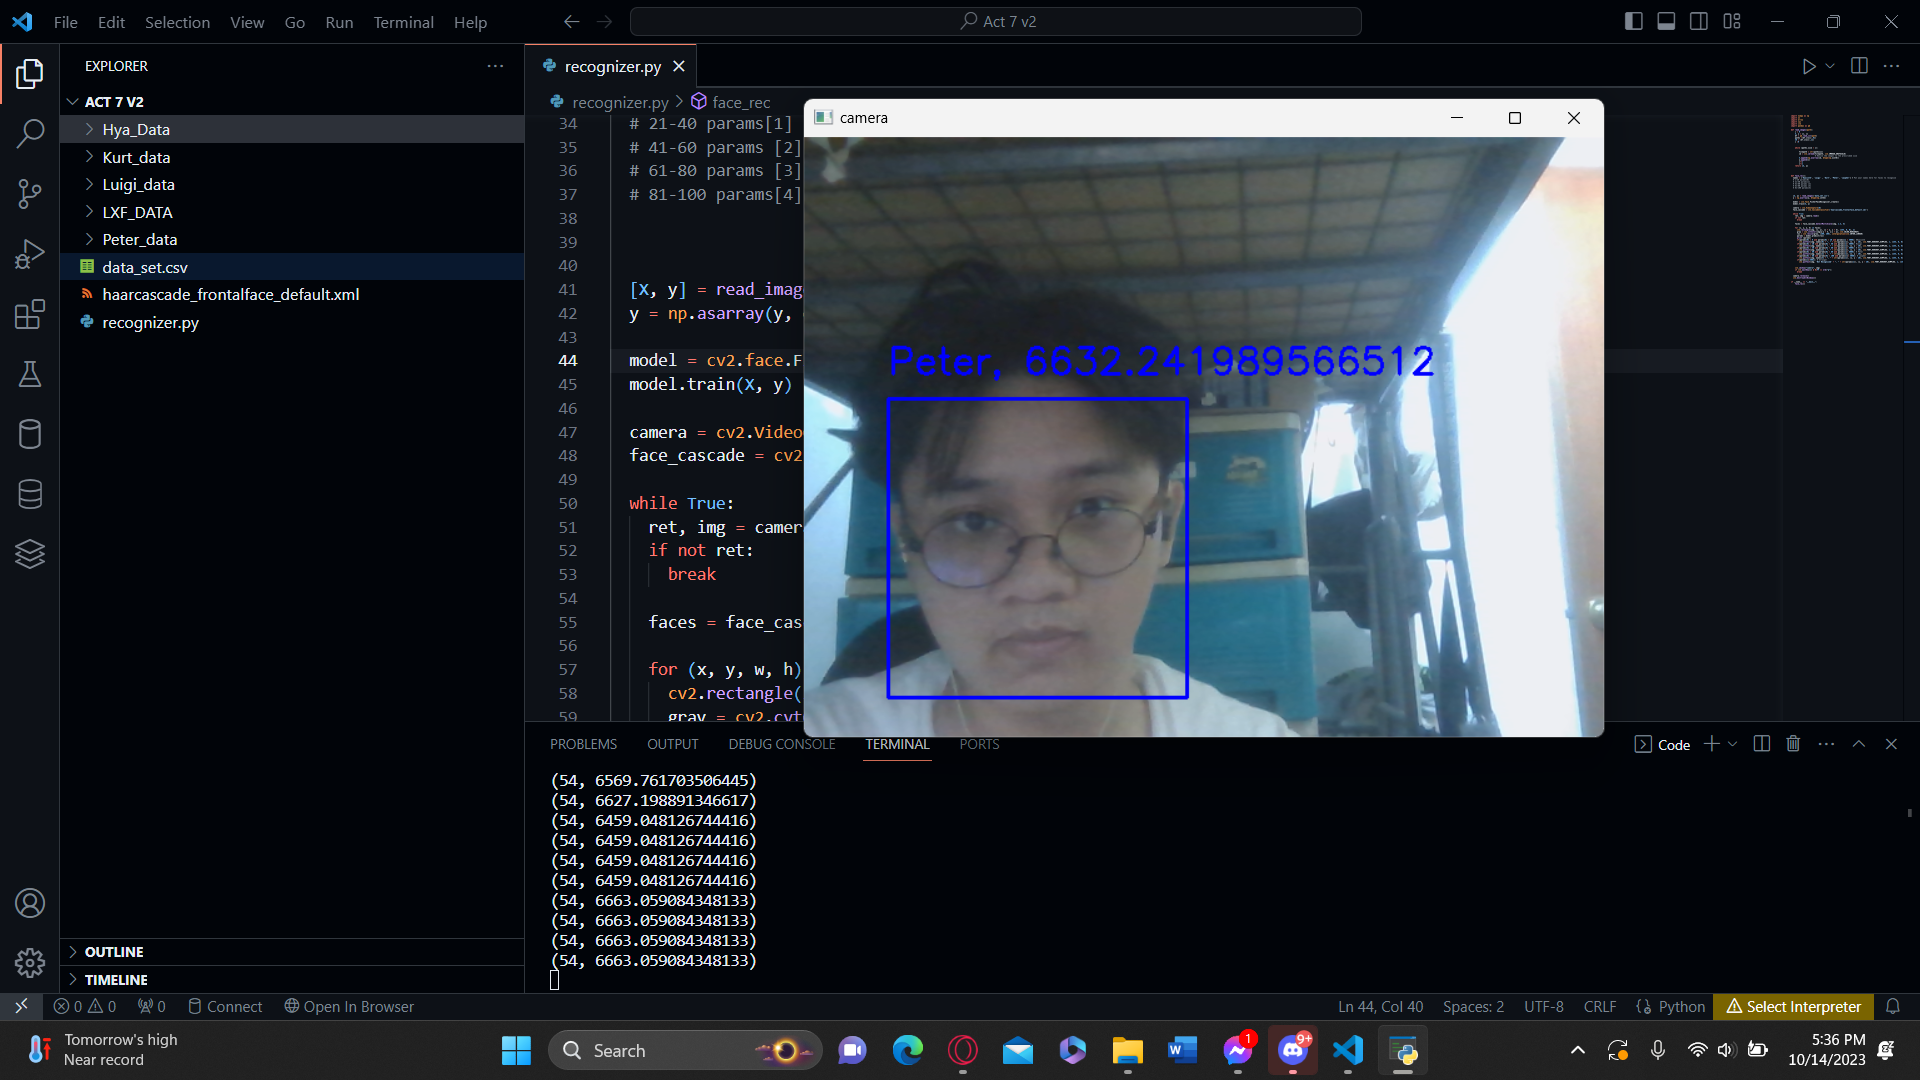 File Edit Selection View Go Run Terminal Help
Act 7 v2
EXPLORER
ACT 7 V2
Hya_Data
Kurt_data
Luigi_data
LXF_DATA
Peter_data
data_set.csv
haarcascade_frontalface_default.xml
recognizer.py
OUTLINE
TIMELINE
recognizer.py
recognizer.py > face_rec
34 # 21-40 params[1]
35 # 41-60 params [2]
36 # 61-80 params [3]
37 # 81-100 params[4]
38
39
40
41 [X, y] = read_imag
42 y = np.asarray(y,
43
44 model = cv2.face.F
45 model.train(X, y)
46
47 camera = cv2.Video
48 face_cascade = cv2
49
50 while True:
51 ret, img = camer
52 if not ret:
53 break
54
55 faces = face_cas
56
57 for (x, y, w, h)
58 cv2.rectangle(
59 gray = cv2.cvt
camera
Peter, 6632.241989566512
PROBLEMS OUTPUT DEBUG CONSOLE TERMINAL PORTS
Code
(54, 6569.761703506445)
(54, 6627.198891346617)
(54, 6459.048126744416)
(54, 6459.048126744416)
(54, 6459.048126744416)
(54, 6459.048126744416)
(54, 6663.059084348133)
(54, 6663.059084348133)
(54, 6663.059084348133)
(54, 6663.059084348133)
0 0 0 Connect Open In Browser
Ln 44, Col 40 Spaces: 2 UTF-8 CRLF Python Select Interpreter
Tomorrow's high
Near record
Search
1
9+
5:36 PM
10/14/2023